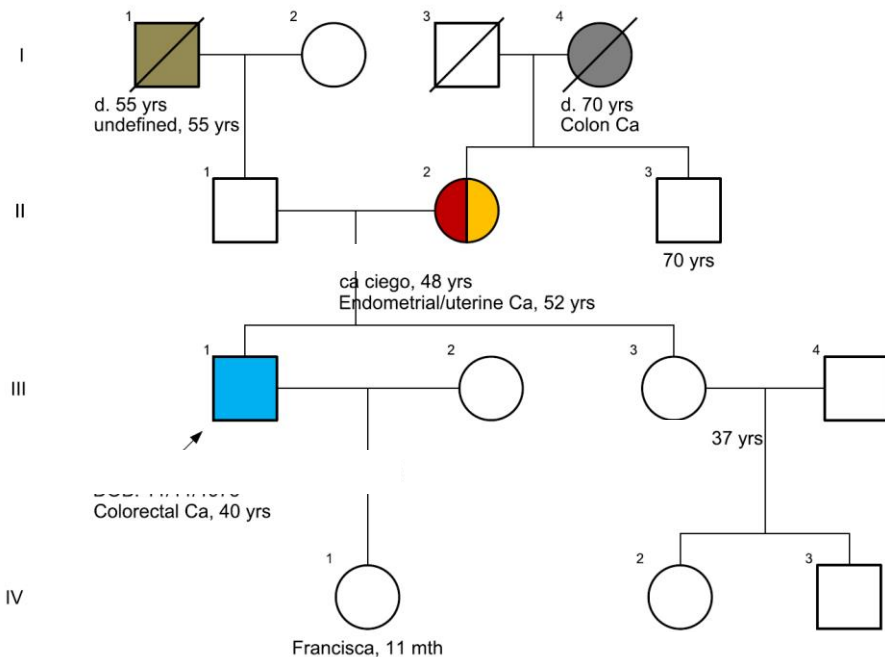 1
2
3
4
I
d. 55 yrs
undefined, 55 yrs
d. 70 yrs
Colon Ca
1
2
3
II
70 yrs
ca ciego, 48 yrs
Endometrial/uterine Ca, 52 yrs
1
2
3
4
III
37 yrs
Colorectal Ca, 40 yrs
1
2
3
IV
Francisca, 11 mth